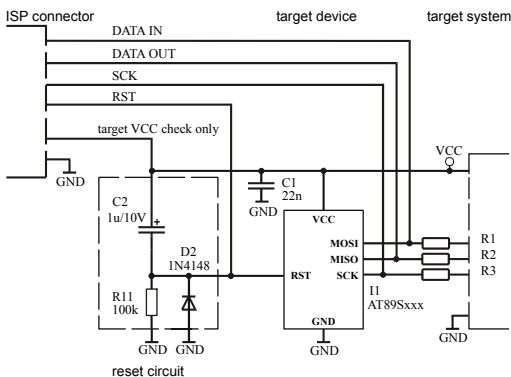 ISP connector
target device
target system
DATA IN
DATA OUT
SCK
RST
target VCC check only
VCC
GND
C2
1u/10V
+
C1
22n
GND
VCC
D2
1N4148
MOSI
MISO
SCK
RST
R1
R2
R3
R11
100k
I1
AT89Sxxx
GND
GND
GND
GND
GND
reset circuit